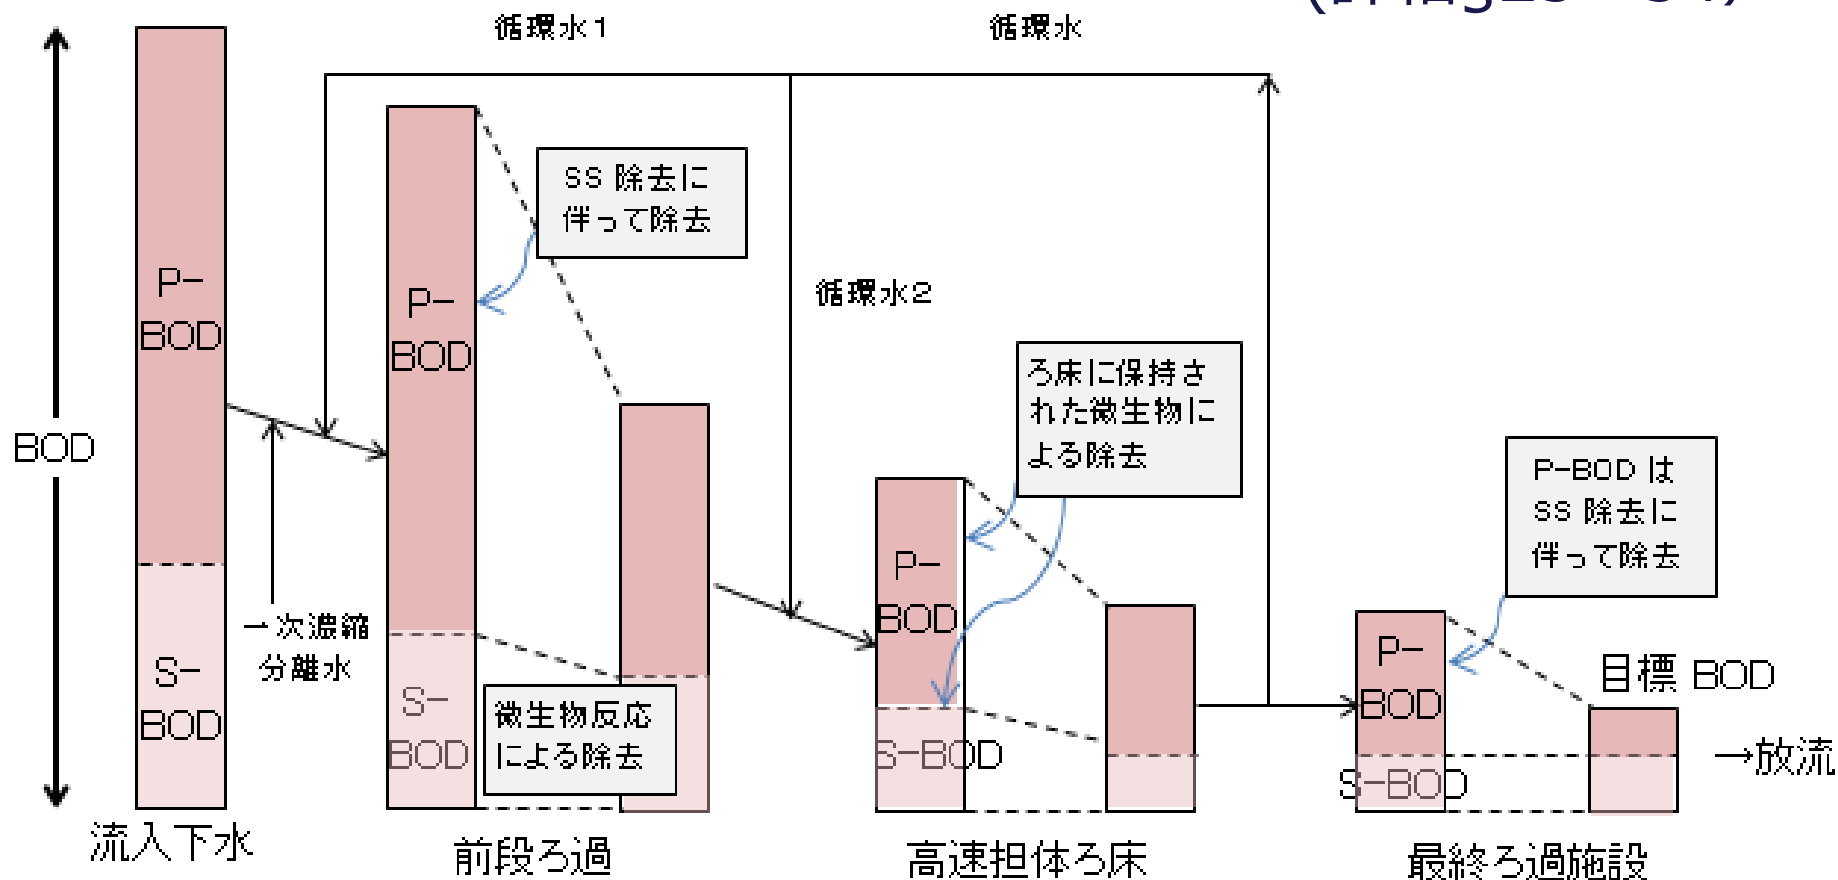 循環水1
循環水
SS 除去に
伴って除去
P-
BOD
P-
BOD
循環水2
ろ床に保持さ
れた微生物に
よる除去
BOD
P-BOD は
SS 除去に
伴って除去
P-
BOD
一次濃縮
分離水
S-
BOD
S-
BOD
微生物反応
による除去
S-BOD
P-
BOD
S-BOD
目標 BOD
→放流
流入下水
前段ろ過
高速担体ろ床
最終ろ過施設